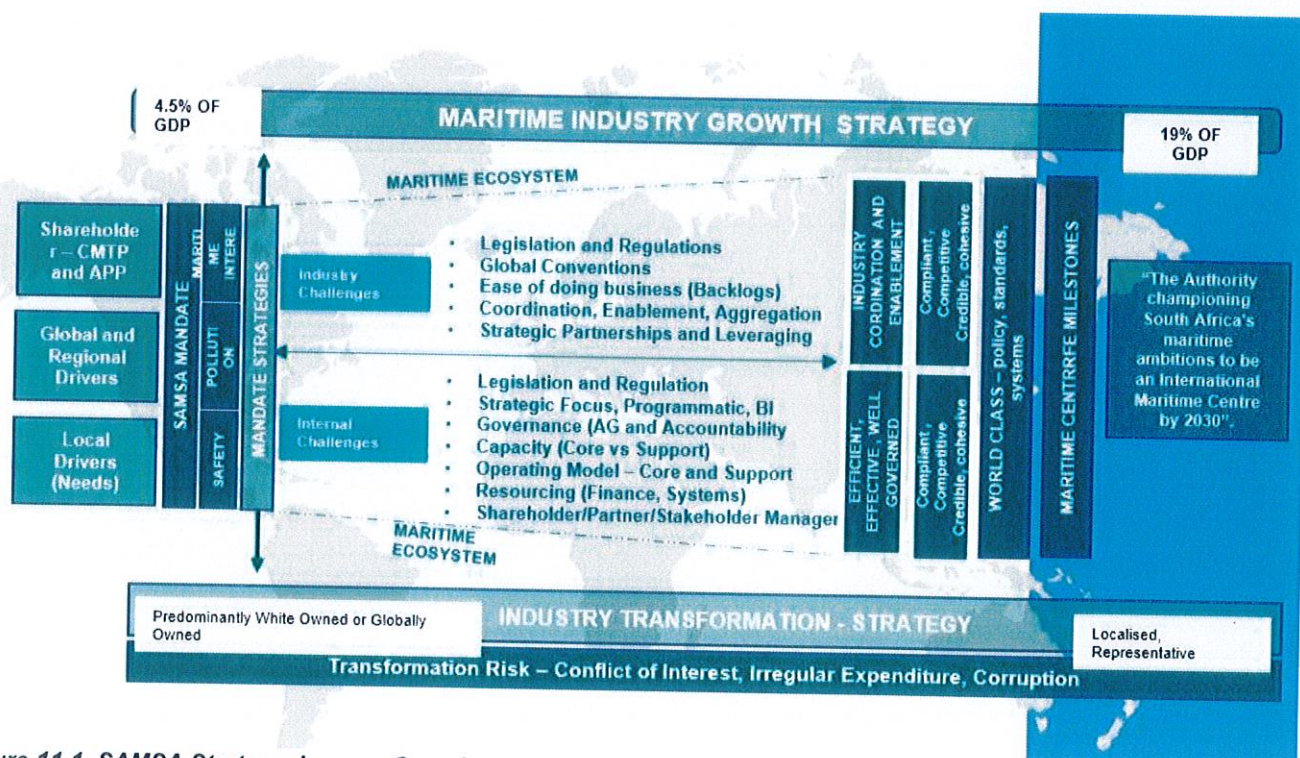 4.5% OF
GDP
MARITIME INDUSTRY GROWTH STRATEGY
19% OF
GDP
MARITIME ECOSYSTEM
Shareholde
r – CMTP
and APP
Global and
Regional
Drivers
Local
Drivers
(Needs)
SAMSA MANDATE
MARITI
ME
INTERE
POLLUTI
ON
SAFETY
MANDATE STRATEGIES
Industry
Challenges
• Legislation and Regulations
• Global Conventions
• Ease of doing business (Backlogs)
• Coordination, Enablement, Aggregation
• Strategic Partnerships and Leveraging
Internal
Challenges
• Legislation and Regulation
• Strategic Focus, Programmatic, BI
• Governance (AG and Accountability
• Capacity (Core vs Support)
• Operating Model – Core and Support
• Resourcing (Finance, Systems)
• Shareholder/Partner/Stakeholder Manager
MARITIME
ECOSYSTEM
INDUSTRY
CORDINATION AND
ENABLEMENT
Compliant,
Competitive
Credible, cohesive
EFFICIENT,
EFFECTIVE, WELL
GOVERNED
Compliant,
Competitive
Credible, cohesive
WORLD CLASS – policy, standards,
systems
MARITIME CENTRRFE MILESTONES
"The Authority
championing
South Africa's
maritime
ambitions to be
an International
Maritime Centre
by 2030".
Predominantly White Owned or Globally
Owned
INDUSTRY TRANSFORMATION - STRATEGY
Localised,
Representative
Transformation Risk – Conflict of Interest, Irregular Expenditure, Corruption